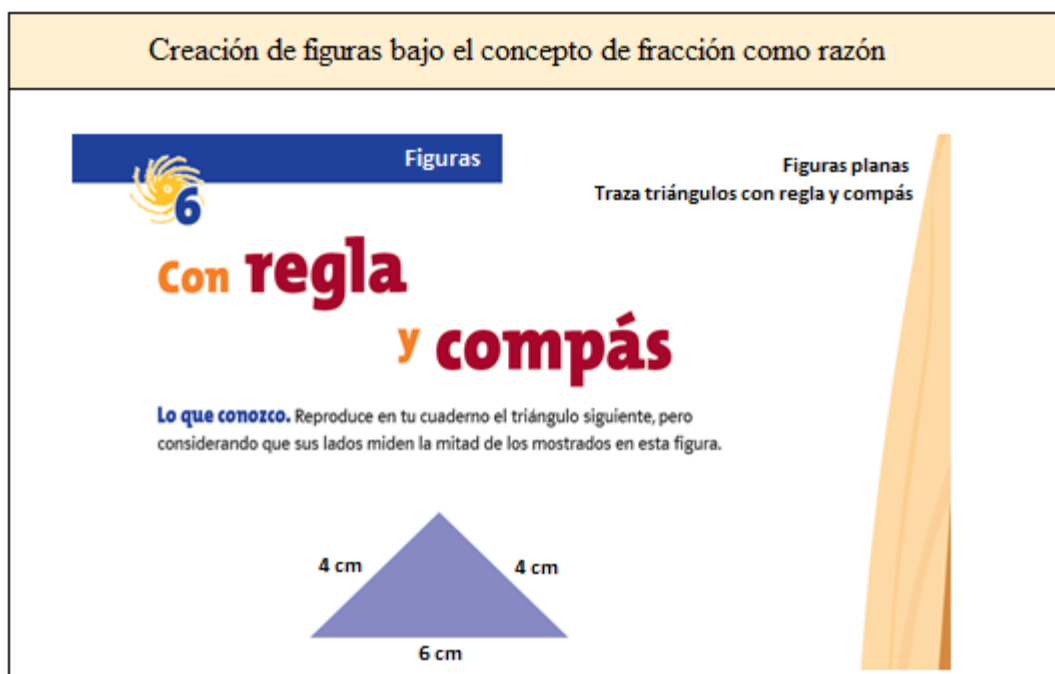 Creación de figuras bajo el concepto de fracción como razón
Figuras
6
Figuras planas
Traza triángulos con regla y compás
Con regla
y compás
Lo que conozco. Reproduce en tu cuaderno el triángulo siguiente, pero
considerando que sus lados miden la mitad de los mostrados en esta figura.
4 cm
4 cm
6 cm